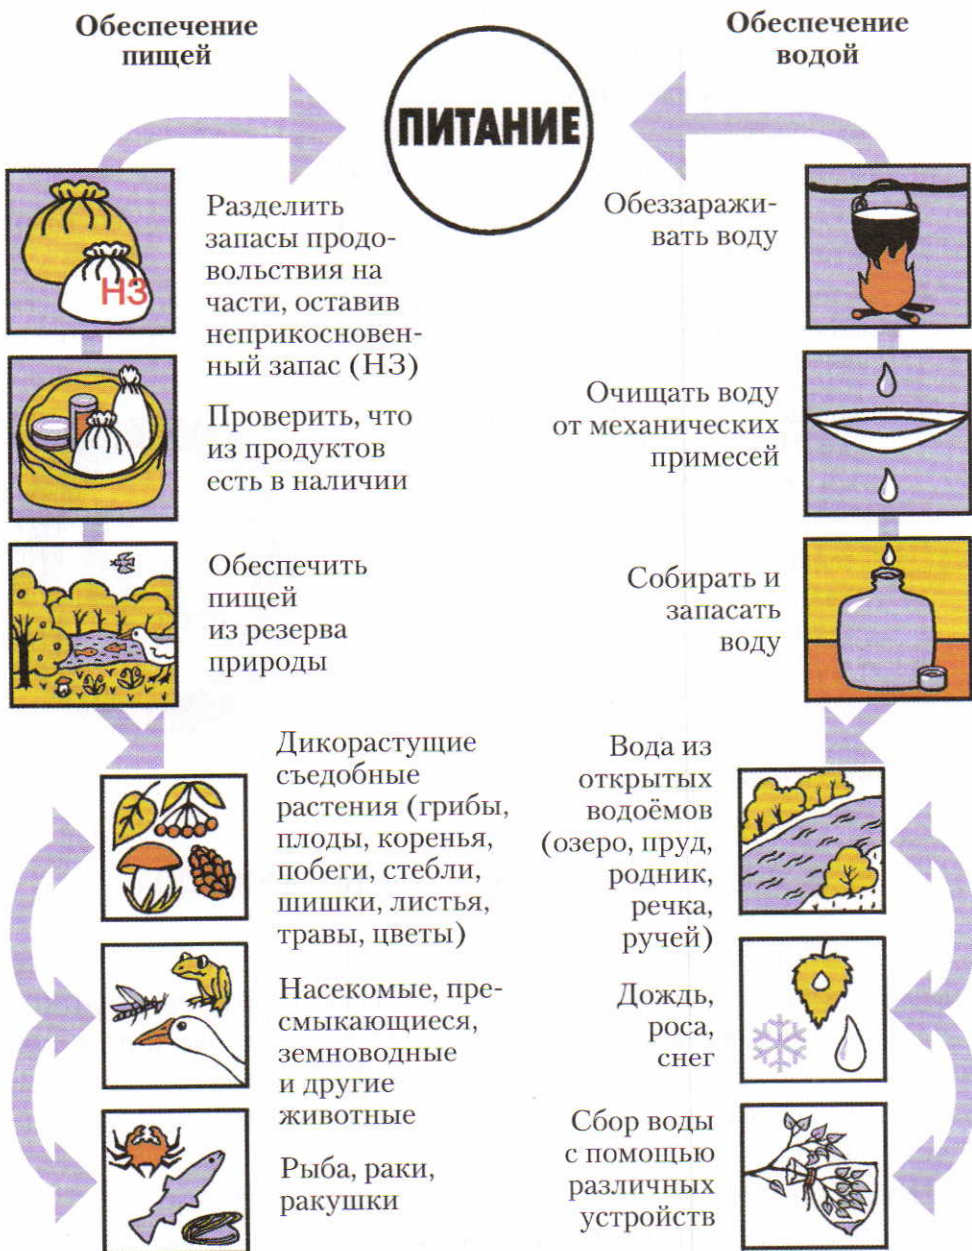 Обеспечение
пищей
ПИТАНИЕ
Обеспечение
водой
НЗ
Разделить
запасы продо-
вольствия на
части, оставив
неприкосновен-
ный запас (НЗ)
Проверить, что
из продуктов
есть в наличии
Обеспечить
пищей
из резерва
природы
Дикорастущие
съедобные
растения (грибы,
плоды, коренья,
побеги, стебли,
шишки, листья,
травы, цветы)
Насекомые, пре-
смыкающиеся,
земноводные
и другие
животные
Рыба, раки,
ракушки
Обеззаражи-
вать воду
Очищать воду
от механических
примесей
Собирать и
запасать
воду
Вода из
открытых
водоёмов
(озеро, пруд,
родник,
речка,
ручей)
Дождь,
роса,
снег
Сбор воды
с помощью
различных
устройств